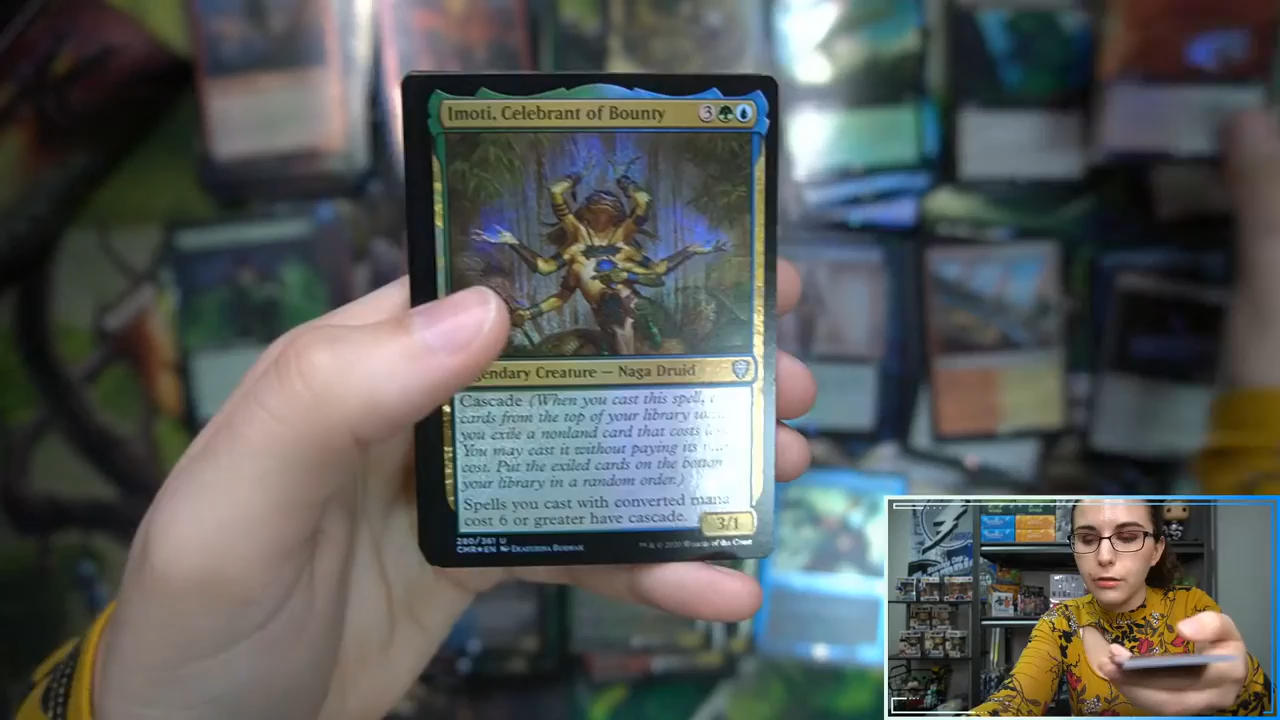 Imoti, Celebrant of Bounty 3
gendary Creature — Naga Druid
Cascade (When you cast this spell,
cards from the top of your library
you exile a nonland card that costs
You may cast it without paying its
cost. Put the exiled cards on the bottom
your library in a random order.)
Spells you cast with converted mana
cost 6 or greater have cascade.
3/1
280/361 U
CMR★EN Ekaterina Burmak
™ & © 2020 Wizards of the Coast